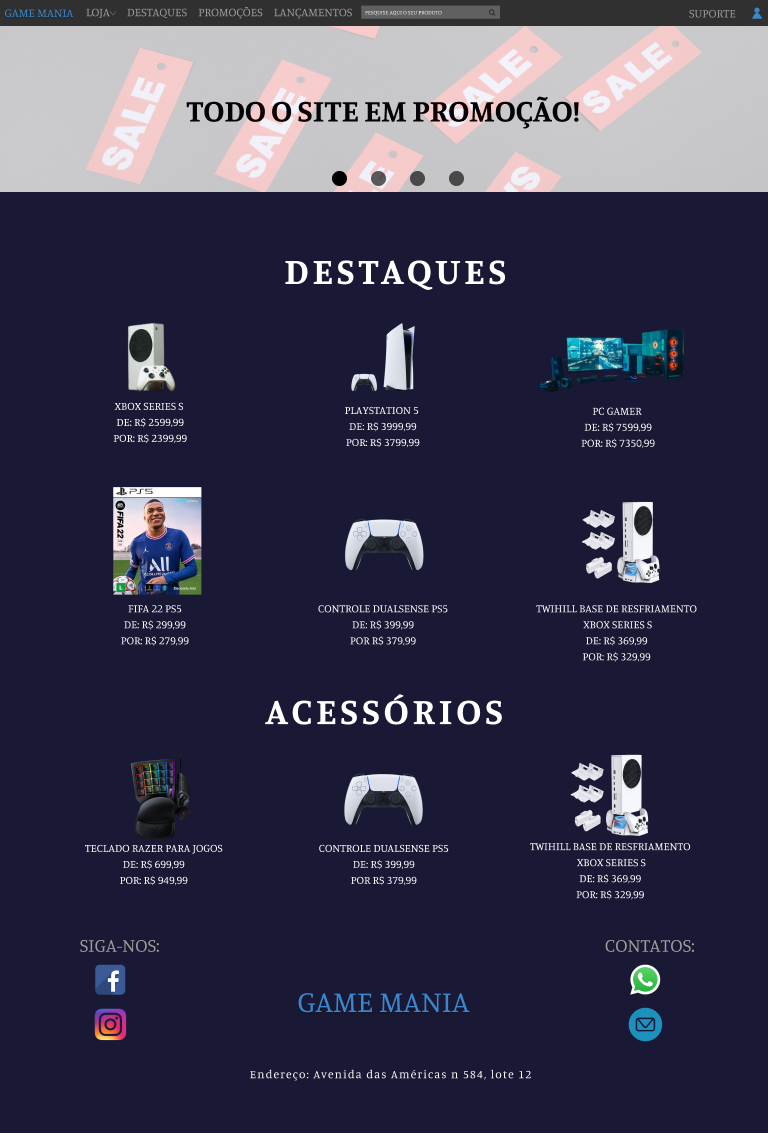 GAME MANIA LOJA DESTAQUES PROMOÇÕES LANÇAMENTOS PESQUISE AQUI O SEU PRODUTO SUPORTE
SALE SALE SALE SALE
TODO O SITE EM PROMOÇÃO!
DESTAQUES
XBOX SERIES S
DE: R$ 2599,99
POR: R$ 2399,99
PLAYSTATION 5
DE: R$ 3999,99
POR: R$ 3799,99
PC GAMER
DE: R$ 7599,99
POR: R$ 7350,99
PS5
FIFA 22
FIFA 22 PS5
DE: R$ 299,99
POR: R$ 279,99
CONTROLE DUALSENSE PS5
DE: R$ 399,99
POR R$ 379,99
TWIHILL BASE DE RESFRIAMENTO
XBOX SERIES S
DE: R$ 369,99
POR: R$ 329,99
ACESSÓRIOS
TECLADO RAZER PARA JOGOS
DE: R$ 699,99
POR: R$ 949,99
CONTROLE DUALSENSE PS5
DE: R$ 399,99
POR R$ 379,99
TWIHILL BASE DE RESFRIAMENTO
XBOX SERIES S
DE: R$ 369,99
POR: R$ 329,99
SIGA-NOS:
CONTATOS:
GAME MANIA
Endereço: Avenida das Américas n 584, lote 12